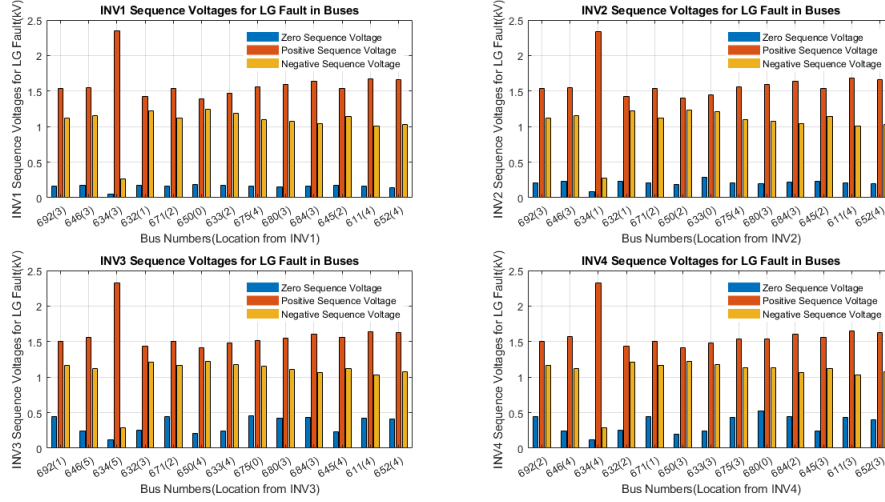 INV1 Sequence Voltages for LG Fault in Buses
INV1 Sequence Voltages for LG Fault(kV)
2.5
2
1.5
1
0.5
0
Zero Sequence Voltage
Positive Sequence Voltage
Negative Sequence Voltage
692(3) 646(3) 634(3) 632(1) 671(2) 650(0) 633(2) 675(4) 680(3) 684(3) 645(2) 611(4) 652(4)
Bus Numbers(Location from INV1)
INV2 Sequence Voltages for LG Fault in Buses
INV2 Sequence Voltages for LG Fault(kV)
2.5
2
1.5
1
0.5
0
Zero Sequence Voltage
Positive Sequence Voltage
Negative Sequence Voltage
692(3) 646(3) 634(1) 632(1) 671(2) 650(2) 633(0) 675(4) 680(3) 684(3) 645(2) 611(4) 652(4)
Bus Numbers(Location from INV2)
INV3 Sequence Voltages for LG Fault in Buses
INV3 Sequence Voltages for LG Fault(kV)
2.5
2
1.5
1
0.5
0
Zero Sequence Voltage
Positive Sequence Voltage
Negative Sequence Voltage
692(1) 646(5) 634(5) 632(3) 671(2) 650(4) 633(4) 675(0) 680(3) 684(3) 645(4) 611(4) 652(4)
Bus Numbers(Location from INV3)
INV4 Sequence Voltages for LG Fault in Buses
INV4 Sequence Voltages for LG Fault(kV)
2.5
2
1.5
1
0.5
0
Zero Sequence Voltage
Positive Sequence Voltage
Negative Sequence Voltage
692(2) 646(4) 634(4) 632(2) 671(1) 650(3) 633(3) 675(3) 680(0) 684(2) 645(3) 611(3) 652(3)
Bus Numbers(Location from INV4)